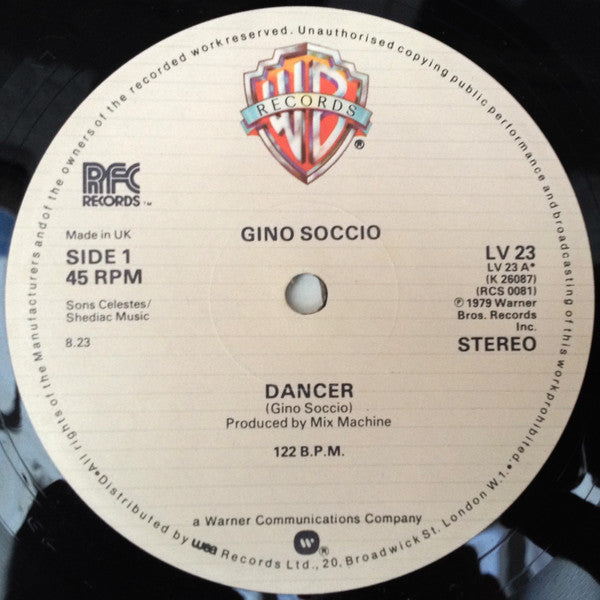 All rights of the Manufacturers and of the owners of the recorded work reserved. Unauthorised copying public performance and broadcasting of this work prohibited.
WB
RECORDS
®
RFC
RECORDS ™
Made in UK
SIDE 1
45 RPM
Sons Celestes/
Shediac Music
8.23
GINO SOCCIO
LV 23
LV 23 A*
(K 26087)
(RCS 0081)
℗ 1979 Warner
Bros. Records
Inc.
STEREO
DANCER
(Gino Soccio)
Produced by Mix Machine
122 B.P.M.
a Warner Communications Company
®
•Distributed by wea Records Ltd., 20, Broadwick St. London W.1.•